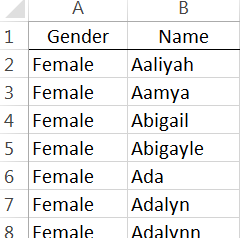 A B
1 Gender Name
2 Female Aaliyah
3 Female Aamya
4 Female Abigail
5 Female Abigayle
6 Female Ada
7 Female Adalyn
8 Female Adalynn